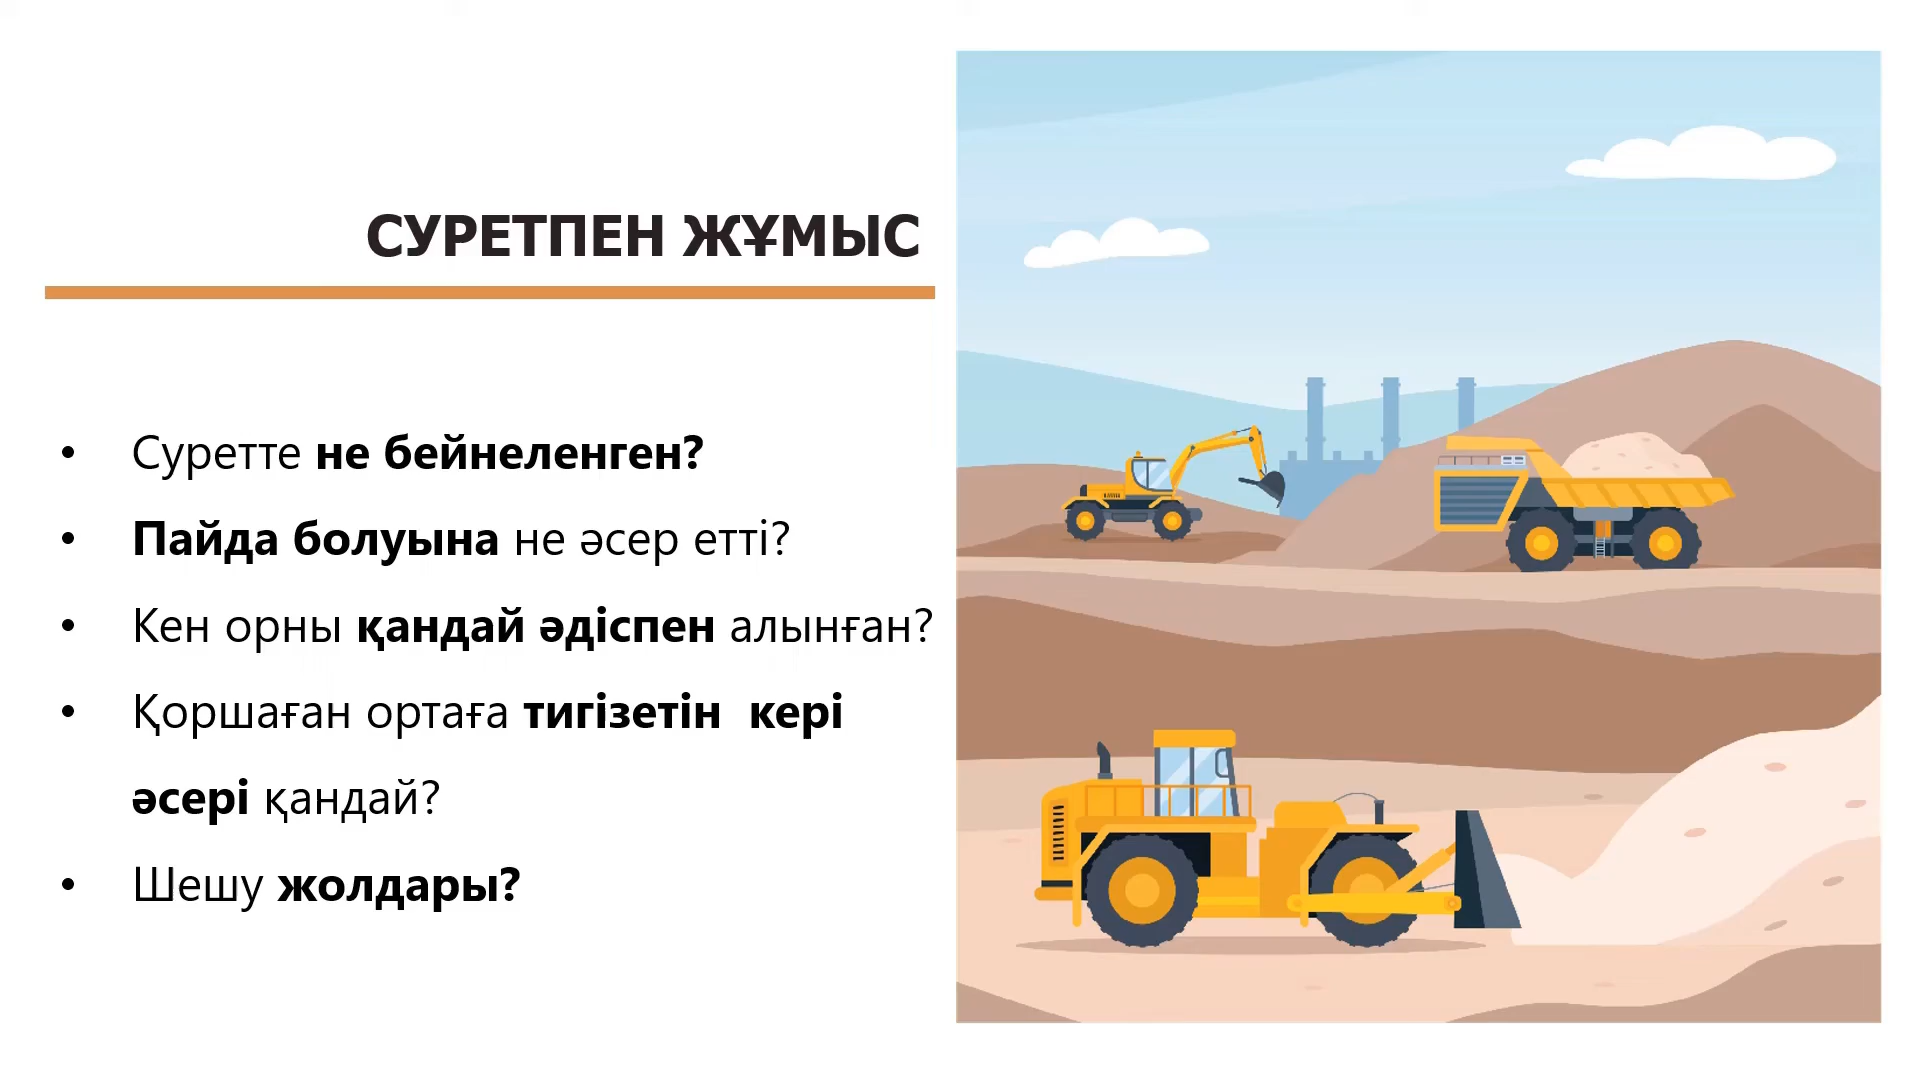 СУРЕТПЕН ЖҰМЫС
• Суретте не бейнеленген?
• Пайда болуына не әсер етті?
• Кен орны қандай әдіспен алынған?
• Қоршаған ортаға тигізетін кері
әсері қандай?
• Шешу жолдары?